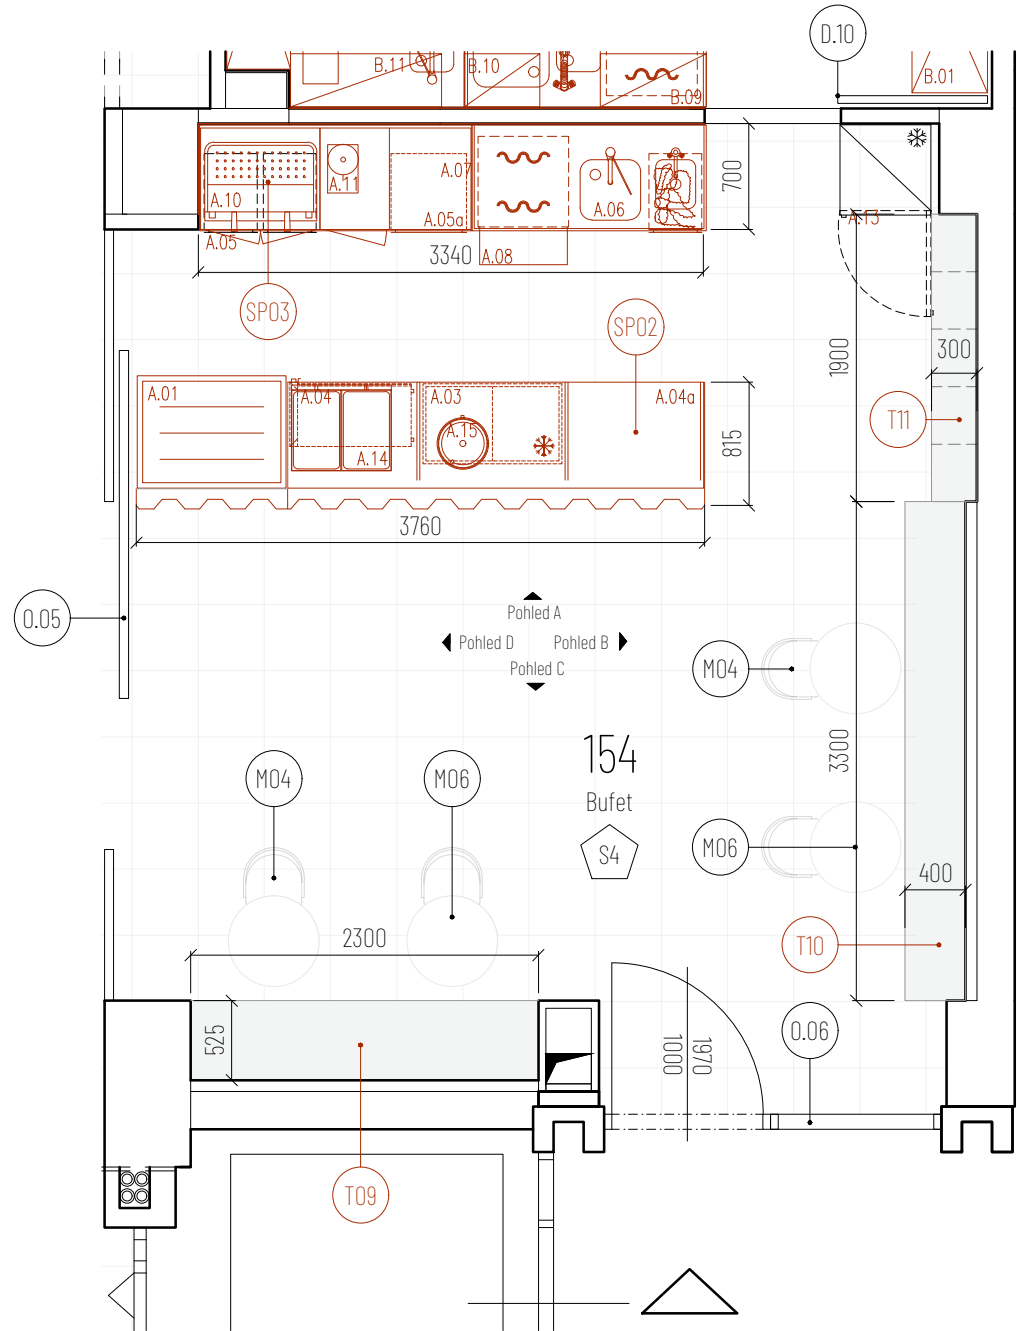 D.10
B.11
B.10
B.09
B.01
A.10
A.11
A.07
A.05a
A.06
A.05
A.08
A.13
700
3340
SP03
SP02
1900
300
A.01
A.04
A.03
A.04a
A.15
A.14
815
T11
3760
O.05
Pohled A
Pohled D
Pohled B
Pohled C
M04
154
Bufet
S4
3300
M04
M06
M06
400
2300
T10
525
1000
1970
O.06
T09